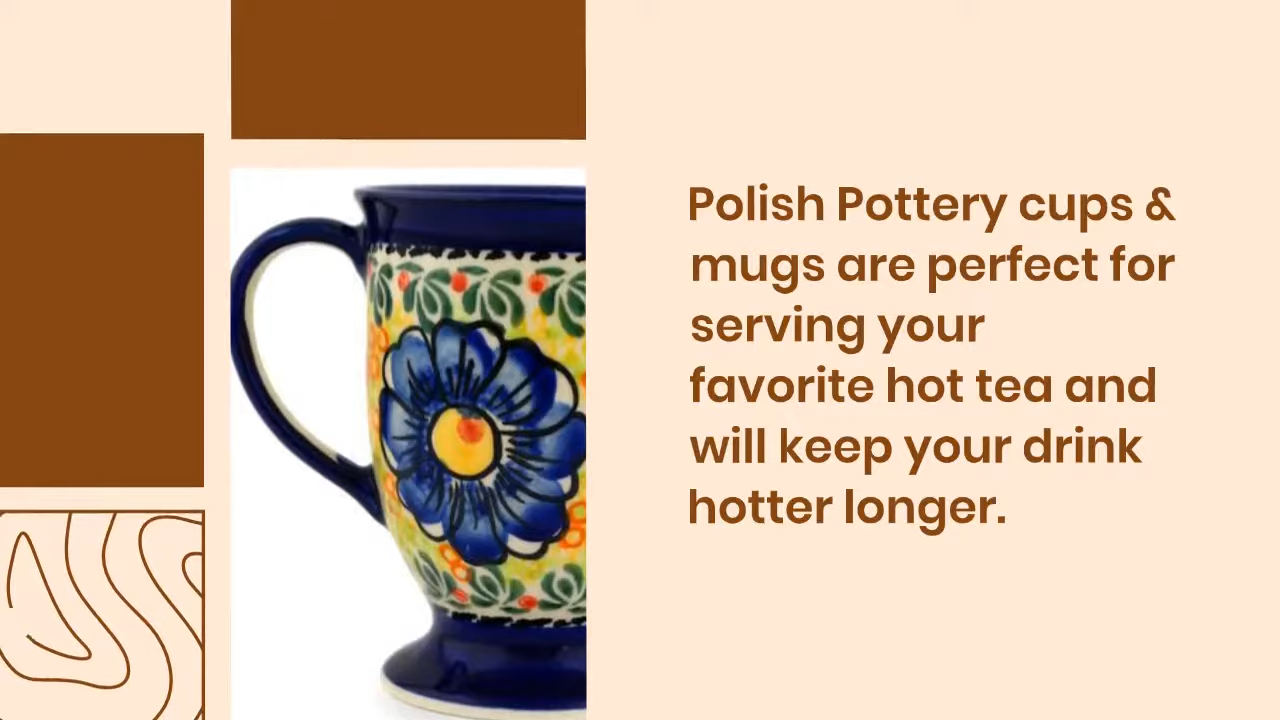 Polish Pottery cups &
mugs are perfect for
serving your
favorite hot tea and
will keep your drink
hotter longer.